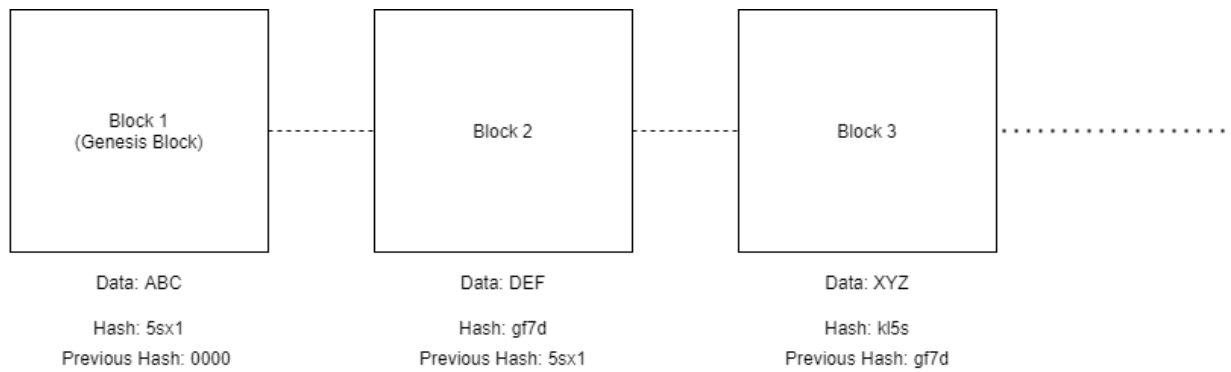 Block 1
(Genesis Block)
Block 2
Block 3
Data: ABC
Hash: 5sx1
Previous Hash: 0000
Data: DEF
Hash: gf7d
Previous Hash: 5sx1
Data: XYZ
Hash: kl5s
Previous Hash: gf7d